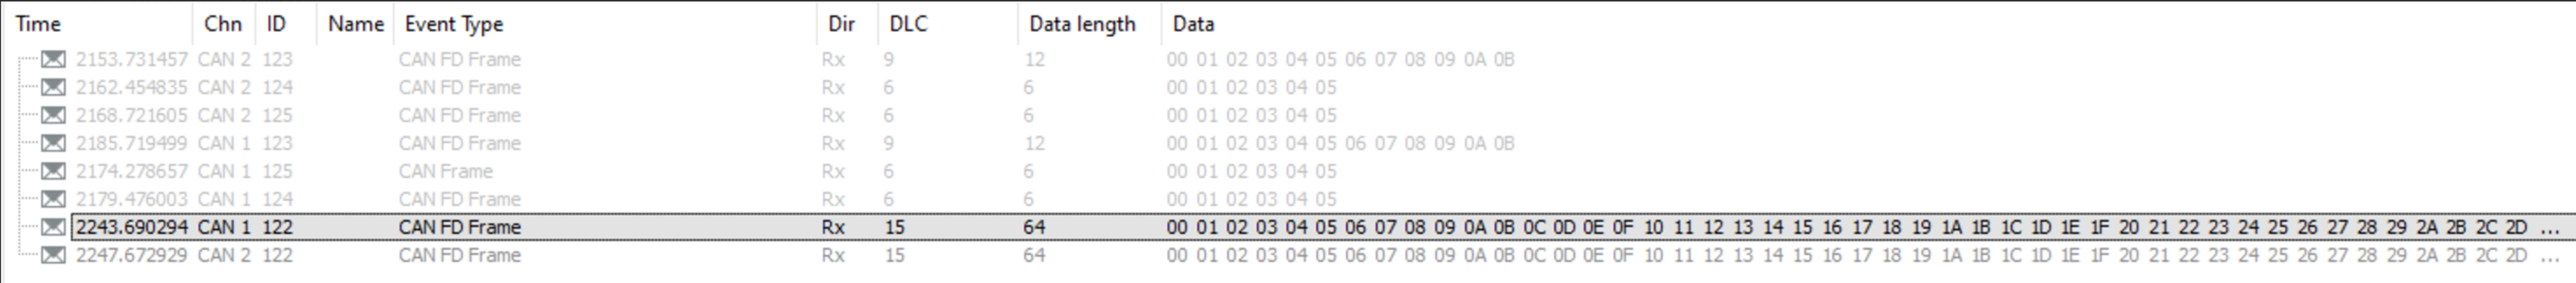 Time Chn ID Name Event Type Dir DLC Data length Data
2153.731457 CAN 2 123 CAN FD Frame Rx 9 12 00 01 02 03 04 05 06 07 08 09 0A 0B
2162.454835 CAN 2 124 CAN FD Frame Rx 6 6 00 01 02 03 04 05
2168.721605 CAN 2 125 CAN FD Frame Rx 6 6 00 01 02 03 04 05
2185.719499 CAN 1 123 CAN FD Frame Rx 9 12 00 01 02 03 04 05 06 07 08 09 0A 0B
2174.278657 CAN 1 125 CAN Frame Rx 6 6 00 01 02 03 04 05
2179.476003 CAN 1 124 CAN FD Frame Rx 6 6 00 01 02 03 04 05
2243.690294 CAN 1 122 CAN FD Frame Rx 15 64 00 01 02 03 04 05 06 07 08 09 0A 0B 0C 0D 0E 0F 10 11 12 13 14 15 16 17 18 19 1A 1B 1C 1D 1E 1F 20 21 22 23 24 25 26 27 28 29 2A 2B 2C 2D ...
2247.672929 CAN 2 122 CAN FD Frame Rx 15 64 00 01 02 03 04 05 06 07 08 09 0A 0B 0C 0D 0E 0F 10 11 12 13 14 15 16 17 18 19 1A 1B 1C 1D 1E 1F 20 21 22 23 24 25 26 27 28 29 2A 2B 2C 2D ...